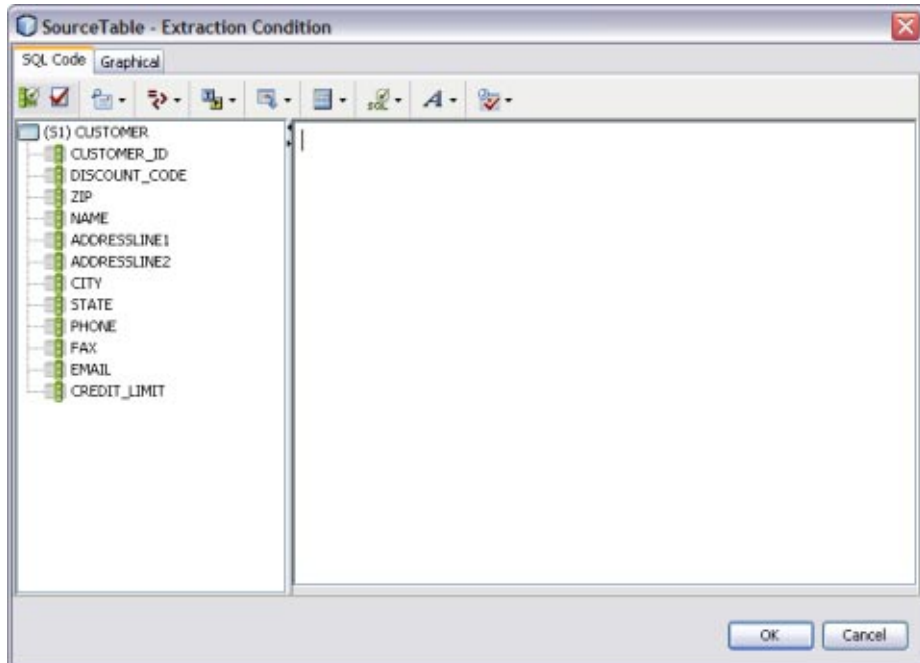 SourceTable - Extraction Condition
SQL Code Graphical
SQL A
(S1) CUSTOMER
CUSTOMER_ID
DISCOUNT_CODE
ZIP
NAME
ADDRESSLINE1
ADDRESSLINE2
CITY
STATE
PHONE
FAX
EMAIL
CREDIT_LIMIT
OK Cancel